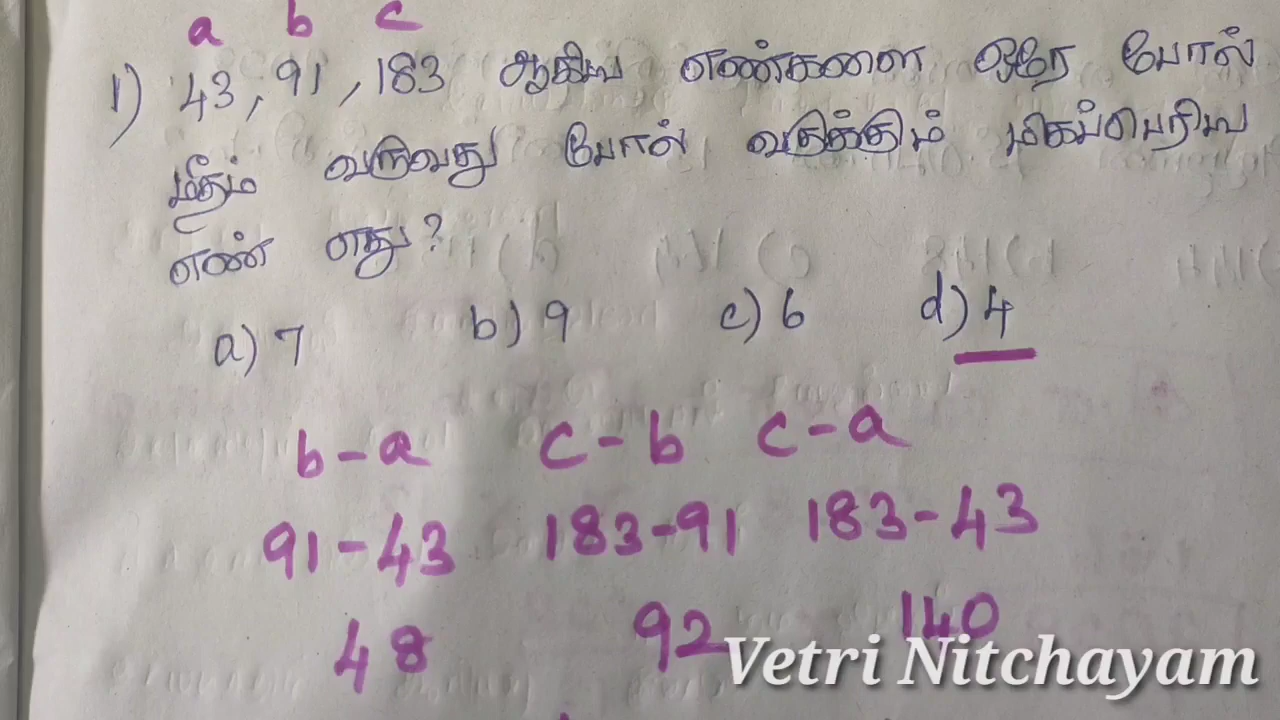 a b c
1) 43, 91, 183 ஆகிய எண்களை ஒரே போல்
மீதம் வருவது போல் வகுக்கும் மிகப்பெரிய
எண் எது?
a) 7 b) 9 c) 6 d) 4
b - a c - b c - a
91 - 43 183 - 91 183 - 43
48 92 140
Vetri Nitchayam